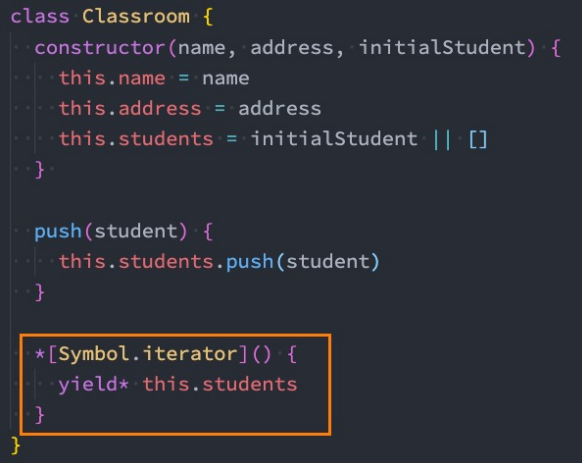 class Classroom {
constructor(name, address, initialStudent) {
this.name = name
this.address = address
this.students = initialStudent || []
}
push(student) {
this.students.push(student)
}
*[Symbol.iterator]() {
yield* this.students
}
}